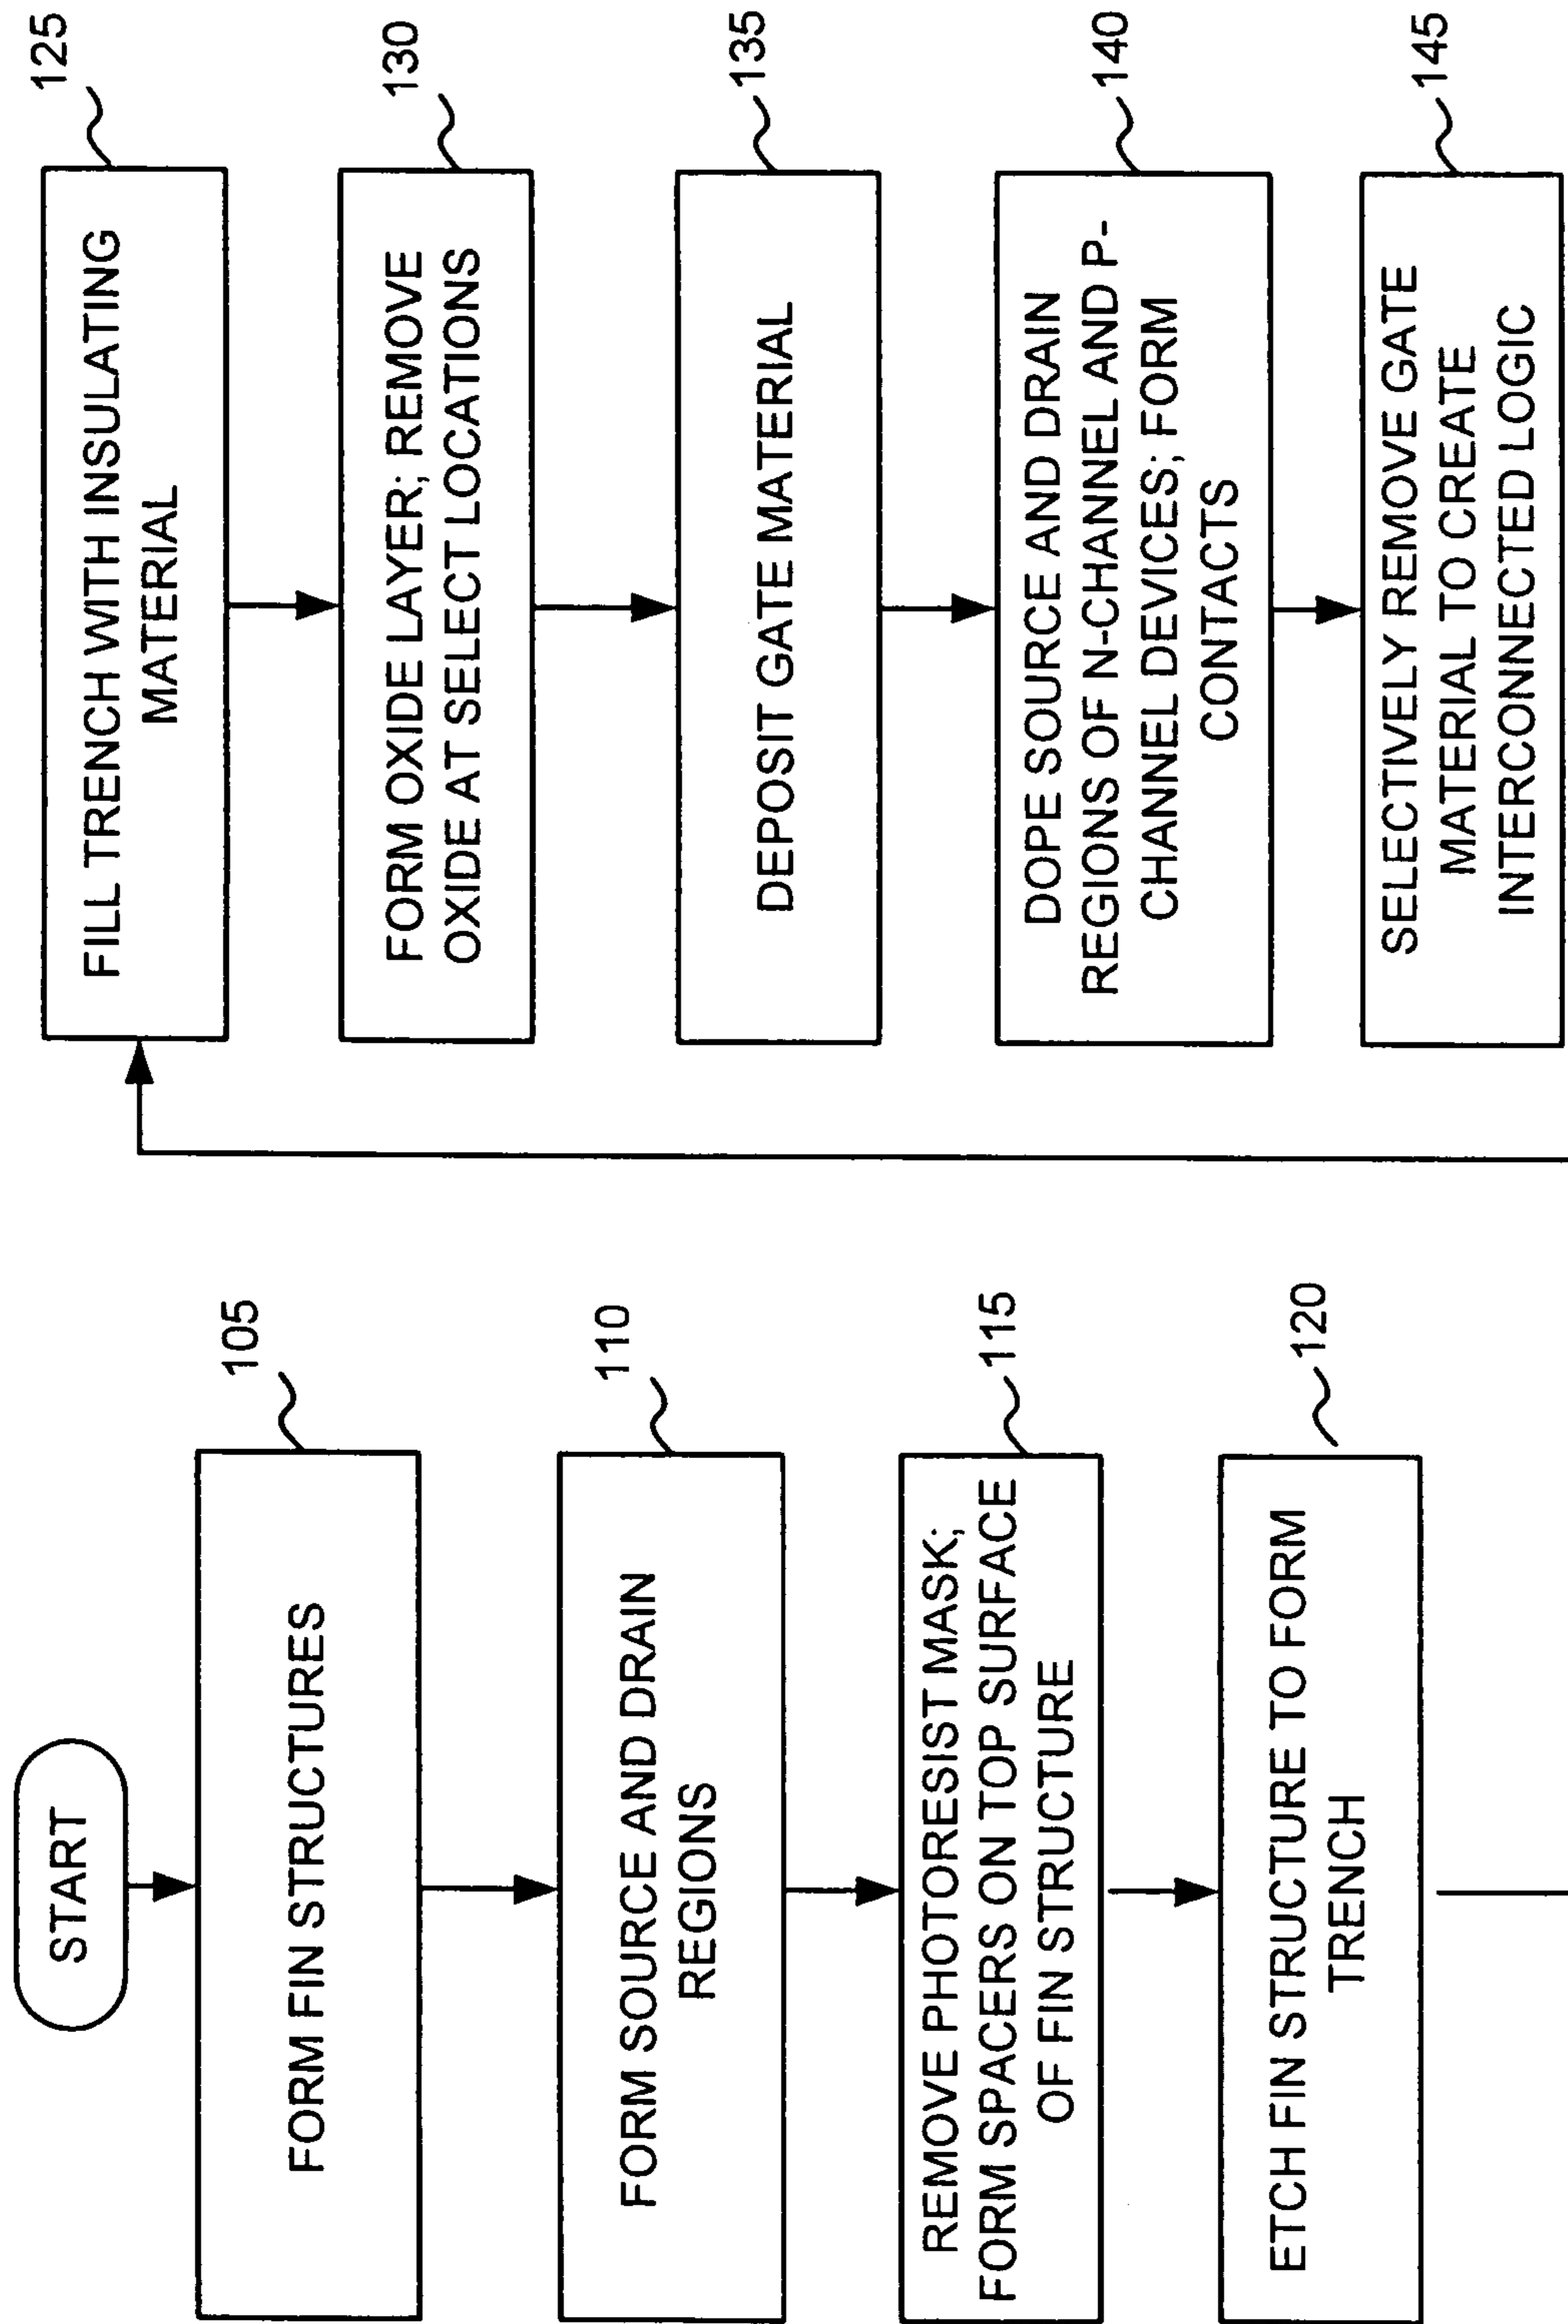 START
FORM FIN STRUCTURES
105
FORM SOURCE AND DRAIN
REGIONS
110
REMOVE PHOTORESIST MASK;
FORM SPACERS ON TOP SURFACE
OF FIN STRUCTURE
115
ETCH FIN STRUCTURE TO FORM
TRENCH
120
FILL TRENCH WITH INSULATING
MATERIAL
125
FORM OXIDE LAYER; REMOVE
OXIDE AT SELECT LOCATIONS
130
DEPOSIT GATE MATERIAL
135
DOPE SOURCE AND DRAIN
REGIONS OF N-CHANNEL AND P-
CHANNEL DEVICES; FORM
CONTACTS
140
SELECTIVELY REMOVE GATE
MATERIAL TO CREATE
INTERCONNECTED LOGIC
145